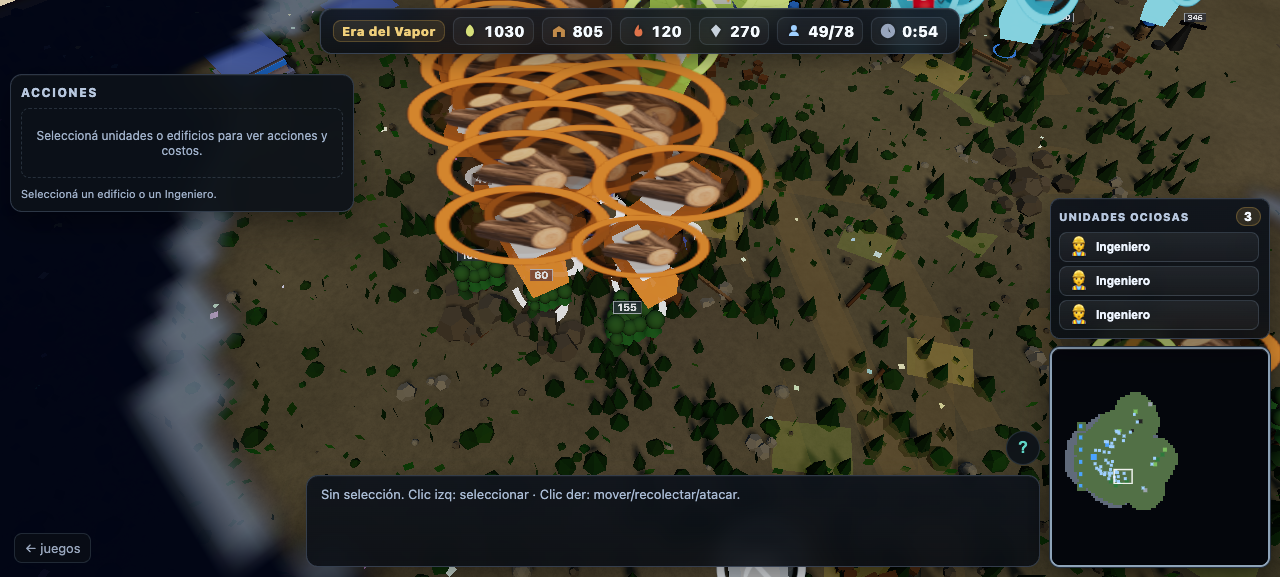 Era del Vapor
1030
805
120
270
49/78
0:54
346
ACCIONES
Seleccioná unidades o edificios para ver acciones y
costos.
Seleccioná un edificio o un Ingeniero.
UNIDADES OCIOSAS
3
Ingeniero
Ingeniero
Ingeniero
60
155
?
Sin selección. Clic izq: seleccionar · Clic der: mover/recolectar/atacar.
← juegos